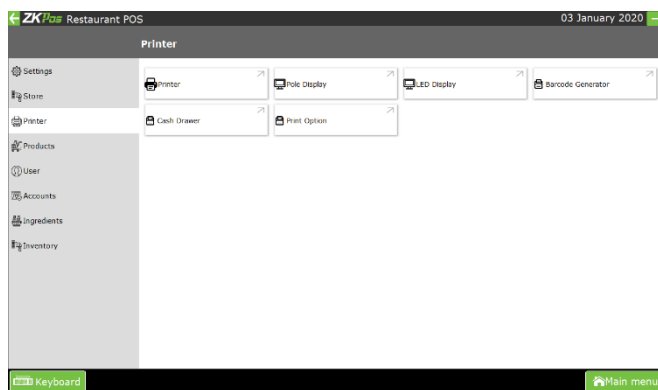 ZKPos Restaurant POS 03 January 2020
Printer
Settings
Store
Printer
Products
User
Accounts
Ingredients
Inventory
Printer Pole Display LED Display Barcode Generator
Cash Drawer Print Option
Keyboard Main menu